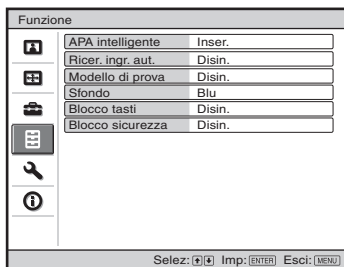 Funzione
APA intelligente Inser.
Ricer. ingr. aut. Disin.
Modello di prova Disin.
Sfondo Blu
Blocco tasti Disin.
Blocco sicurezza Disin.
Selez: Imp: ENTER Esci: MENU